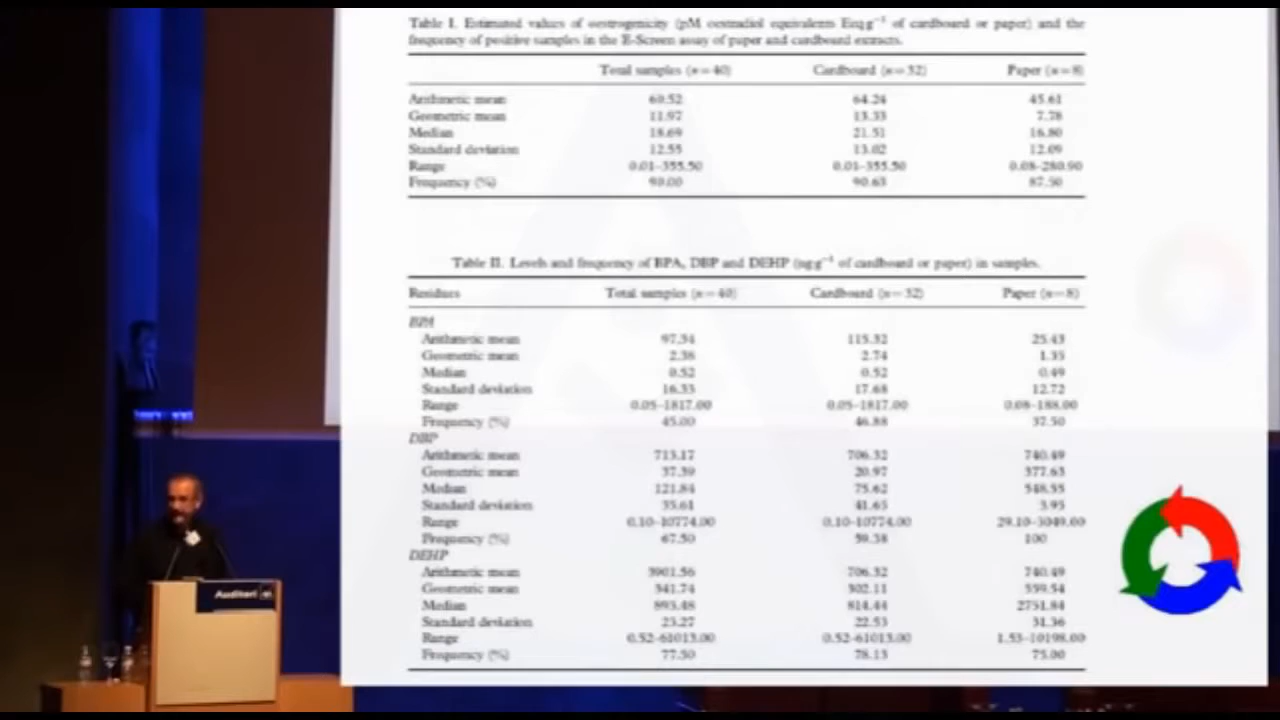 Table I. Estimated values of oestrogenicity (pM oestradiol equivalents Eeq g⁻¹ of cardboard or paper) and the
frequency of positive samples in the E-Screen assay of paper and cardboard extracts.
Total samples (n=40) Cardboard (n=32) Paper (n=8)
Arithmetic mean 60.52 64.24 45.61
Geometric mean 11.97 13.33 7.78
Median 18.69 21.51 16.80
Standard deviation 12.55 13.02 12.09
Range 0.01–355.50 0.01–355.50 0.08–280.90
Frequency (%) 90.00 90.63 87.50
Table II. Levels and frequency of BPA, DBP and DEHP (ng g⁻¹ of cardboard or paper) in samples.
Residues Total samples (n=40) Cardboard (n=32) Paper (n=8)
BPA
Arithmetic mean 97.34 115.32 25.43
Geometric mean 2.38 2.74 1.35
Median 0.52 0.52 0.49
Standard deviation 16.33 17.68 12.72
Range 0.05–1817.00 0.05–1817.00 0.08–188.00
Frequency (%) 45.00 46.88 37.50
DBP
Arithmetic mean 713.17 706.32 740.49
Geometric mean 37.39 20.97 377.63
Median 121.84 75.62 548.55
Standard deviation 35.61 41.65 3.95
Range 0.10–10774.00 0.10–10774.00 29.10–3049.00
Frequency (%) 67.50 59.38 100
DEHP
Arithmetic mean 3901.56 706.32 740.49
Geometric mean 341.74 302.11 559.54
Median 893.48 814.44 2751.84
Standard deviation 23.27 22.53 31.36
Range 0.52–61013.00 0.52–61013.00 1.53–10198.00
Frequency (%) 77.50 78.13 75.00
Auditori